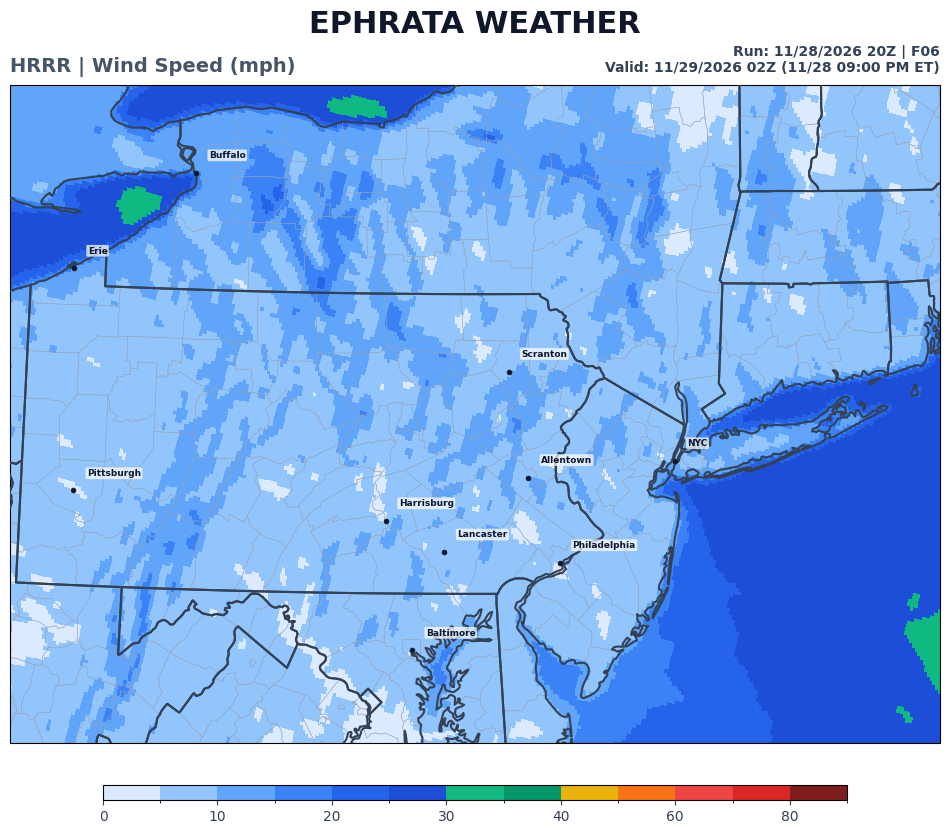 EPHRATA WEATHER
HRRR | Wind Speed (mph)
Run: 11/28/2026 20Z | F06
Valid: 11/29/2026 02Z (11/28 09:00 PM ET)
Buffalo
Erie
Scranton
NYC
Allentown
Pittsburgh
Harrisburg
Lancaster
Philadelphia
Baltimore
0 10 20 30 40 50 60 70 80